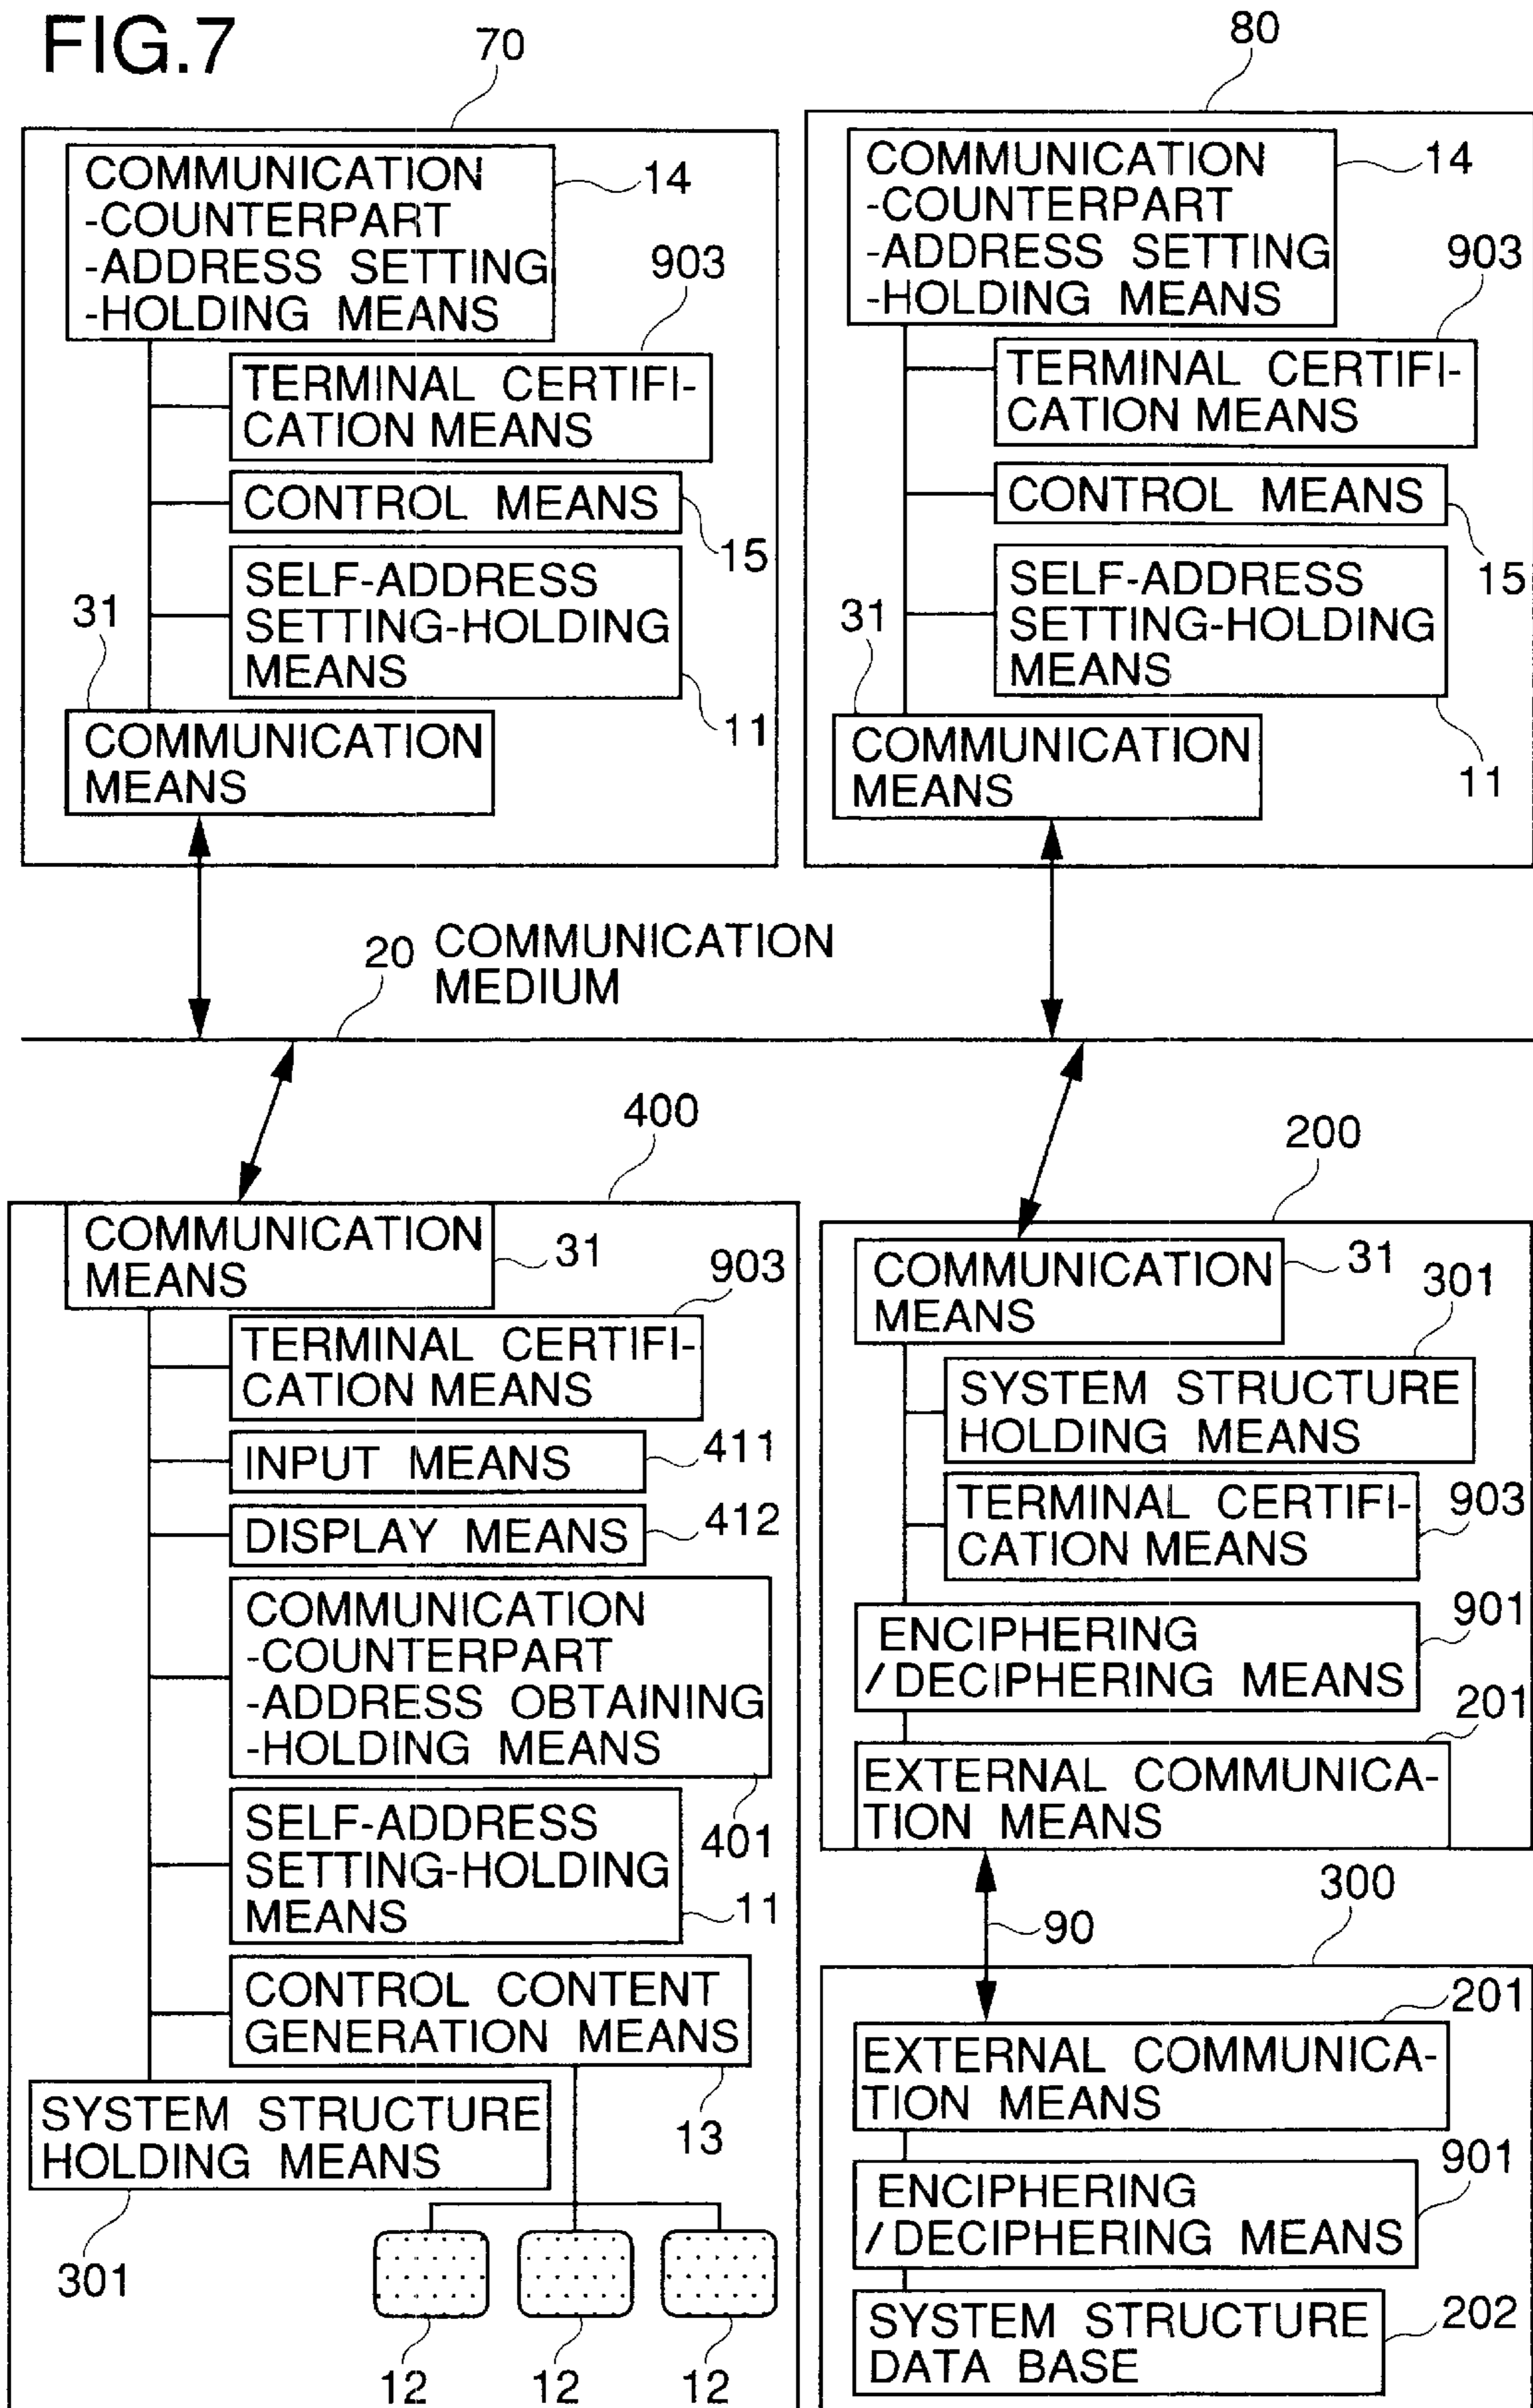 FIG.7
70
80
COMMUNICATION
-COUNTERPART
-ADDRESS SETTING
-HOLDING MEANS
14
903
TERMINAL CERTIFI-
CATION MEANS
CONTROL MEANS
15
SELF-ADDRESS
SETTING-HOLDING
MEANS
11
31
COMMUNICATION
MEANS
COMMUNICATION
-COUNTERPART
-ADDRESS SETTING
-HOLDING MEANS
14
903
TERMINAL CERTIFI-
CATION MEANS
CONTROL MEANS
15
SELF-ADDRESS
SETTING-HOLDING
MEANS
11
31
COMMUNICATION
MEANS
20
COMMUNICATION
MEDIUM
400
COMMUNICATION
MEANS
31
903
TERMINAL CERTIFI-
CATION MEANS
INPUT MEANS
411
DISPLAY MEANS
412
COMMUNICATION
-COUNTERPART
-ADDRESS OBTAINING
-HOLDING MEANS
401
SELF-ADDRESS
SETTING-HOLDING
MEANS
11
CONTROL CONTENT
GENERATION MEANS
13
SYSTEM STRUCTURE
HOLDING MEANS
301
12
12
12
200
COMMUNICATION
MEANS
31
301
SYSTEM STRUCTURE
HOLDING MEANS
TERMINAL CERTIFI-
CATION MEANS
903
ENCIPHERING
/DECIPHERING MEANS
901
201
EXTERNAL COMMUNICA-
TION MEANS
90
300
201
EXTERNAL COMMUNICA-
TION MEANS
901
ENCIPHERING
/DECIPHERING MEANS
SYSTEM STRUCTURE
DATA BASE
202